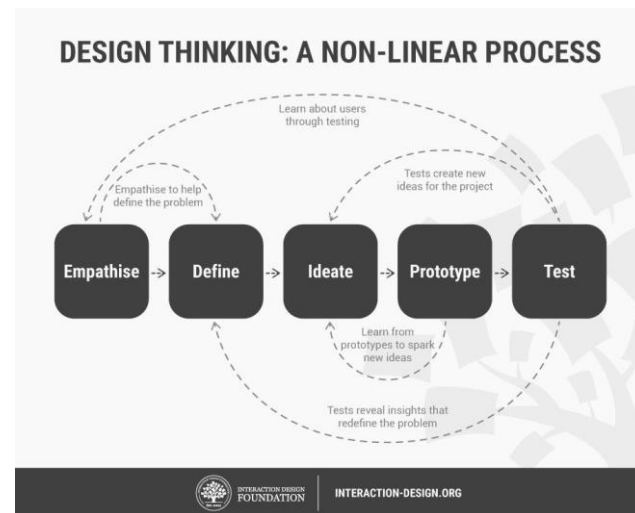 DESIGN THINKING: A NON-LINEAR PROCESS
Learn about users
through testing
Empathise to help
define the problem
Tests create new
ideas for the project
Empathise
Define
Ideate
Prototype
Test
Learn from
prototypes to spark
new ideas
Tests reveal insights that
redefine the problem
INTERACTION DESIGN
FOUNDATION
INTERACTION-DESIGN.ORG